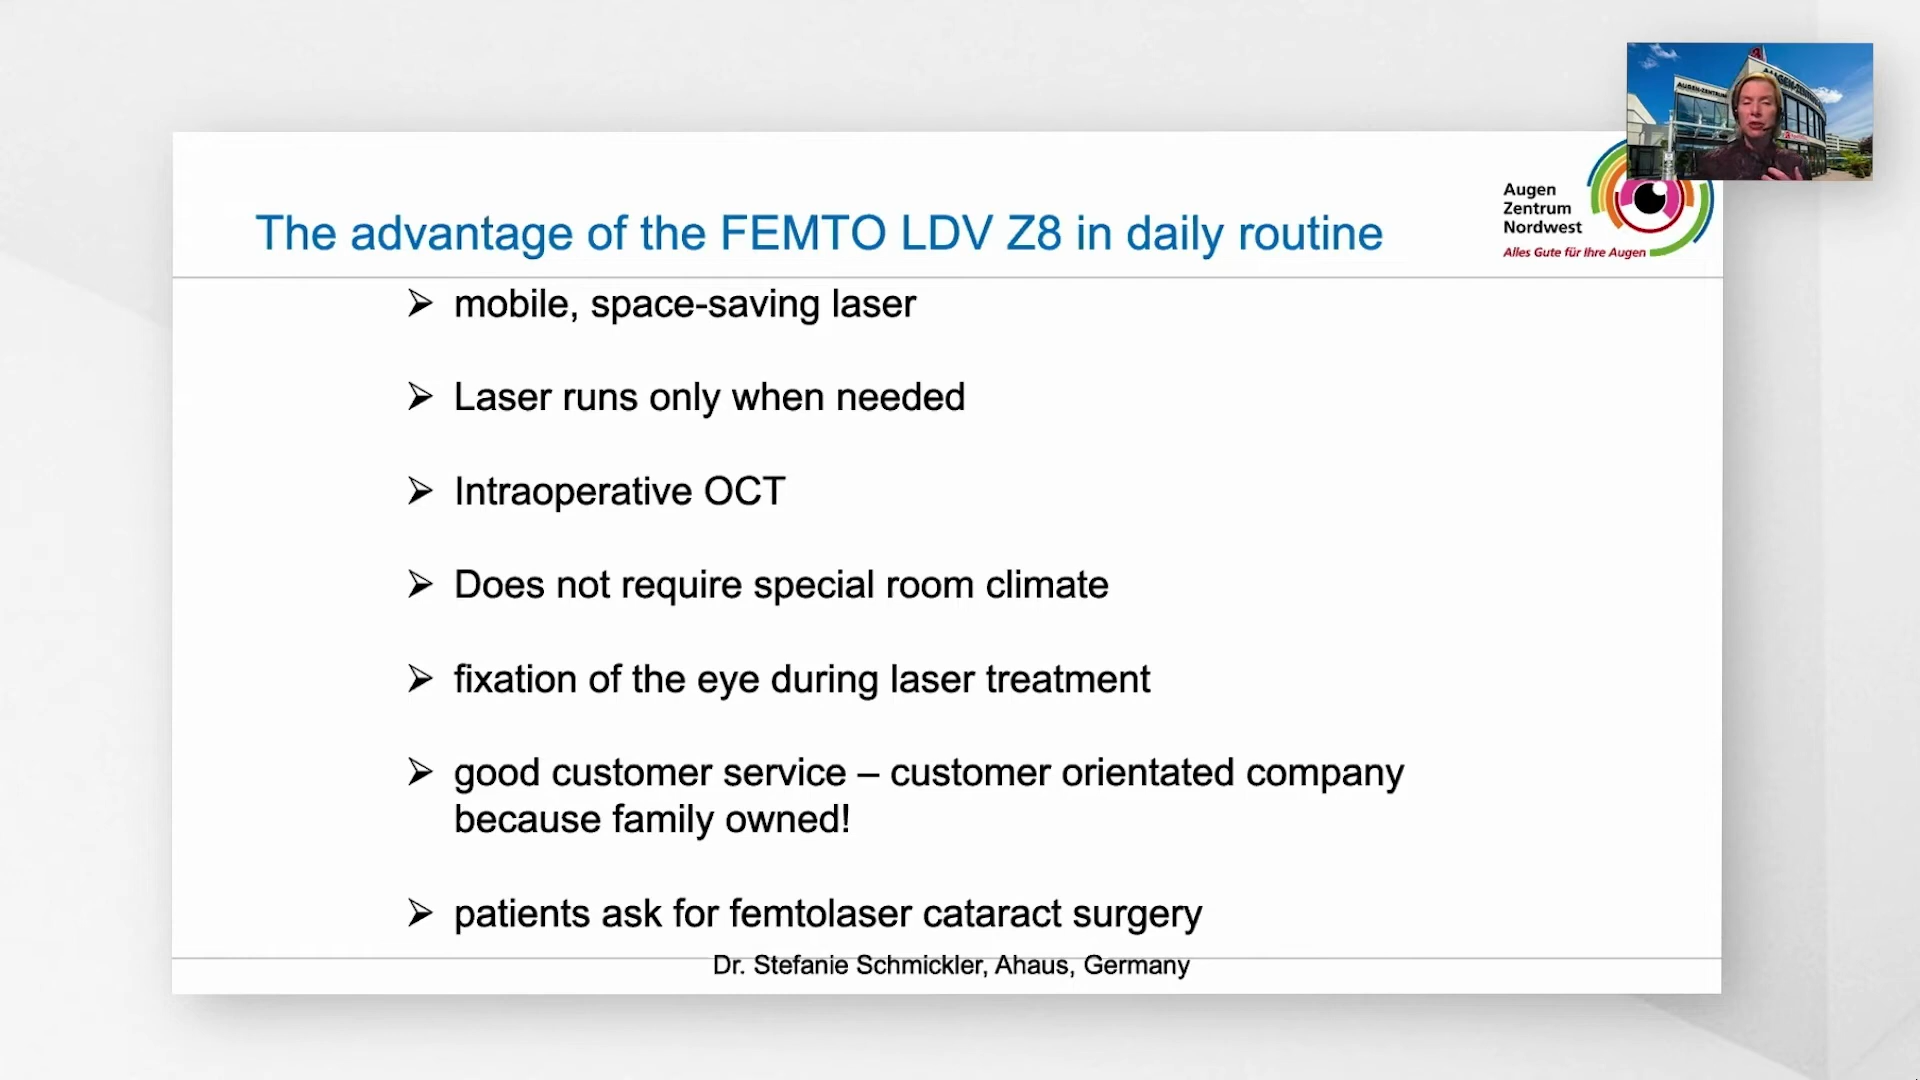 AUGEN-ZENTRUM
The advantage of the FEMTO LDV Z8 in daily routine
Augen
Zentrum
Nordwest
Alles Gute für Ihre Augen
➢ mobile, space-saving laser
➢ Laser runs only when needed
➢ Intraoperative OCT
➢ Does not require special room climate
➢ fixation of the eye during laser treatment
➢ good customer service – customer orientated company
because family owned!
➢ patients ask for femtolaser cataract surgery
Dr. Stefanie Schmickler, Ahaus, Germany